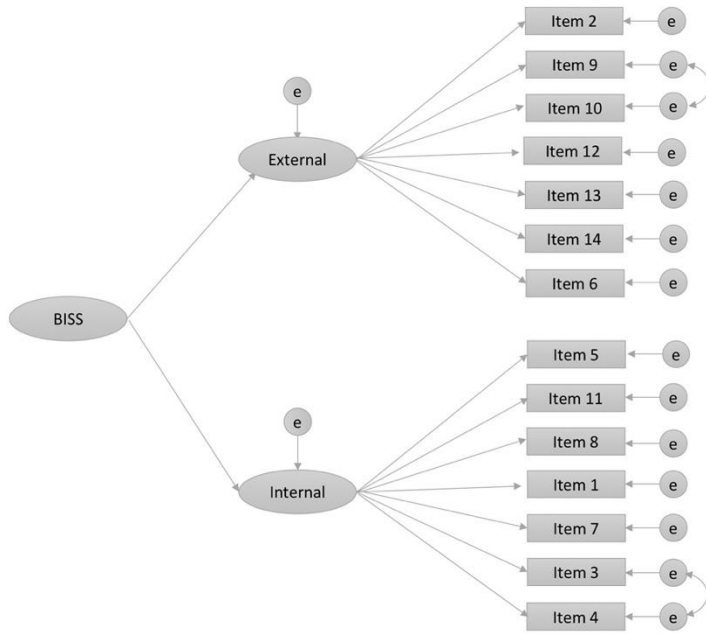 Item 2
e
Item 9
e
e
Item 10
e
External
Item 12
e
Item 13
e
Item 14
e
Item 6
e
BISS
Item 5
e
Item 11
e
e
Item 8
e
Internal
Item 1
e
Item 7
e
Item 3
e
Item 4
e